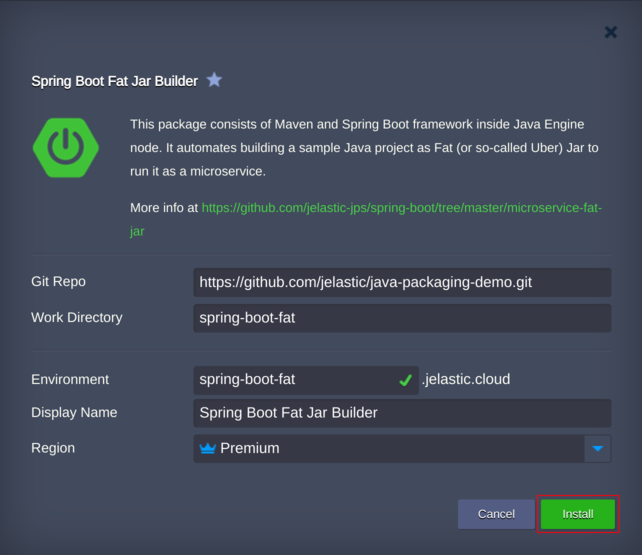 Spring Boot Fat Jar Builder
This package consists of Maven and Spring Boot framework inside Java Engine
node. It automates building a sample Java project as Fat (or so-called Uber) Jar to
run it as a microservice.
More info at https://github.com/jelastic-jps/spring-boot/tree/master/microservice-fat-
jar
Git Repo https://github.com/jelastic/java-packaging-demo.git
Work Directory spring-boot-fat
Environment spring-boot-fat .jelastic.cloud
Display Name Spring Boot Fat Jar Builder
Region Premium
Cancel Install